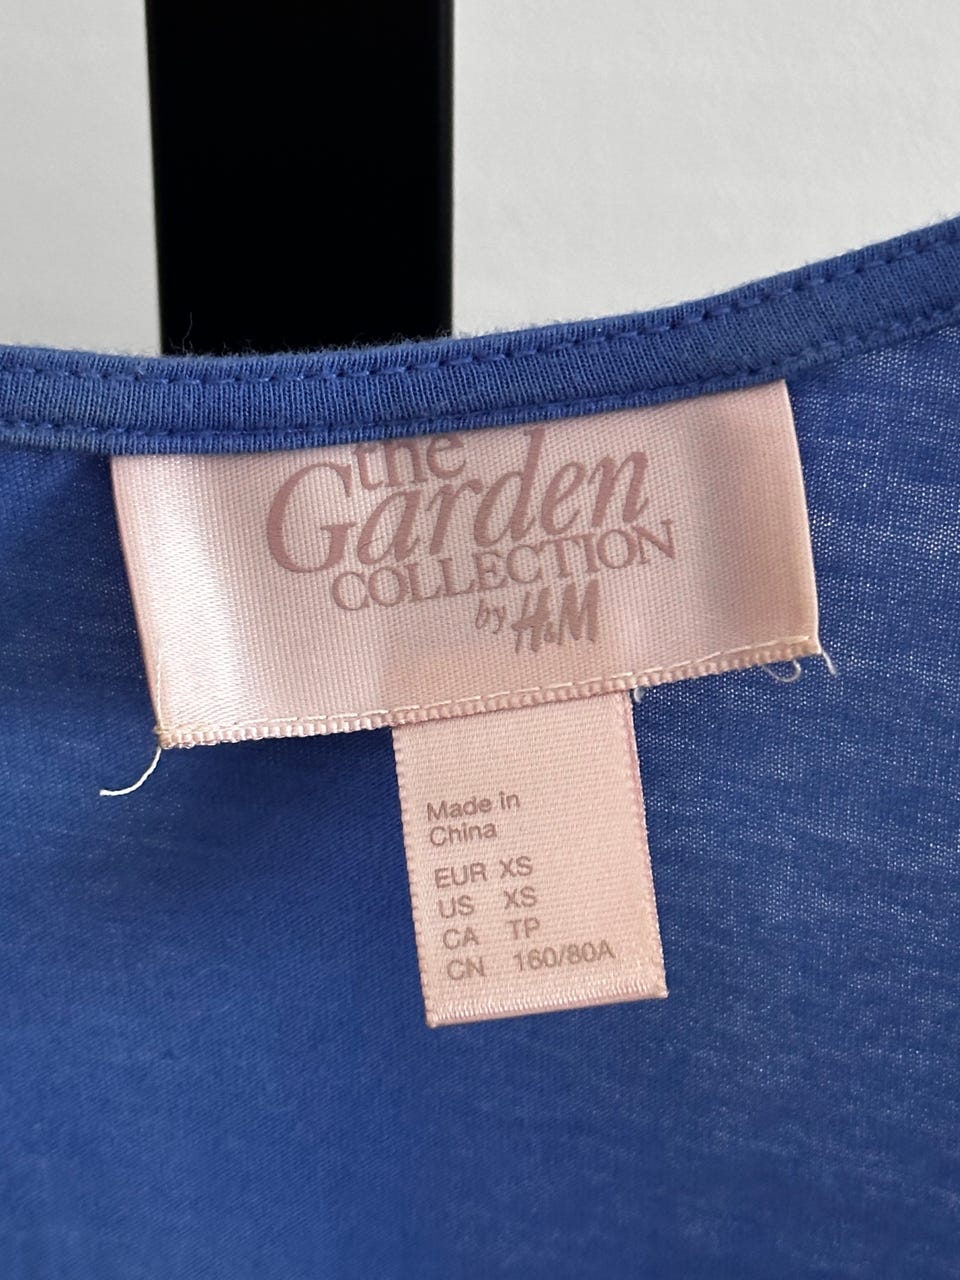 the
Garden
COLLECTION
by H&M
Made in
China
EUR XS
US XS
CA TP
CN 160/80A